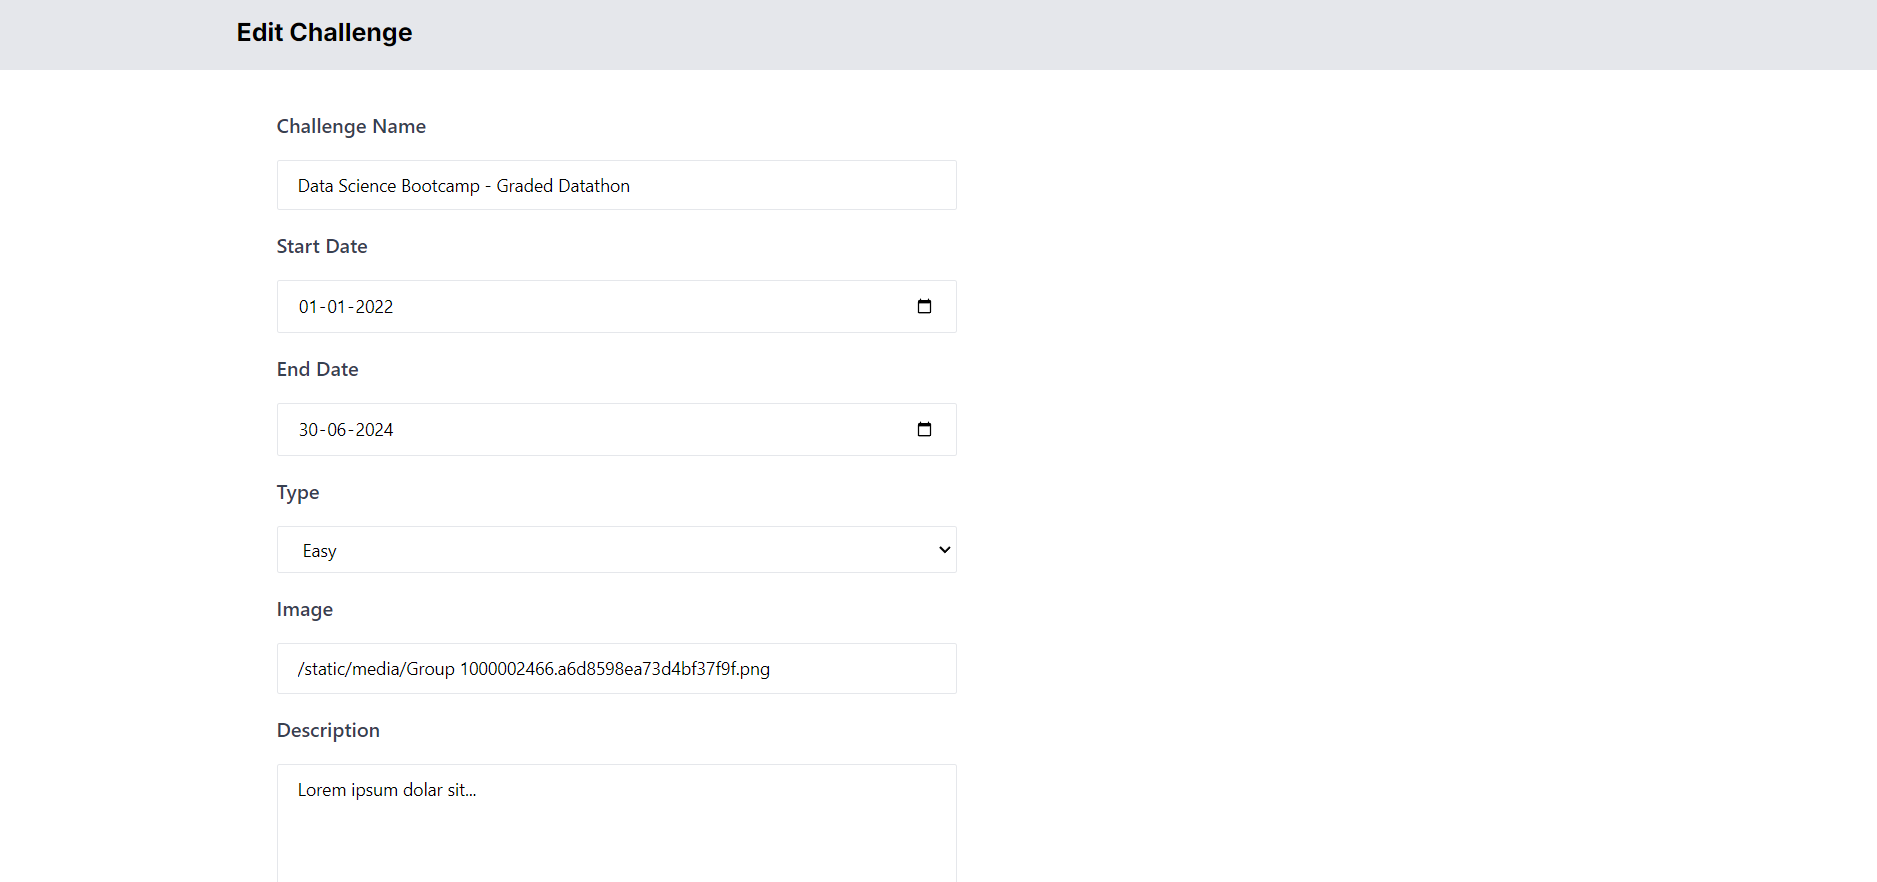 Edit Challenge
Challenge Name
Data Science Bootcamp - Graded Datathon
Start Date
01-01-2022
End Date
30-06-2024
Type
Easy
Image
/static/media/Group 1000002466.a6d8598ea73d4bf37f9f.png
Description
Lorem ipsum dolar sit...